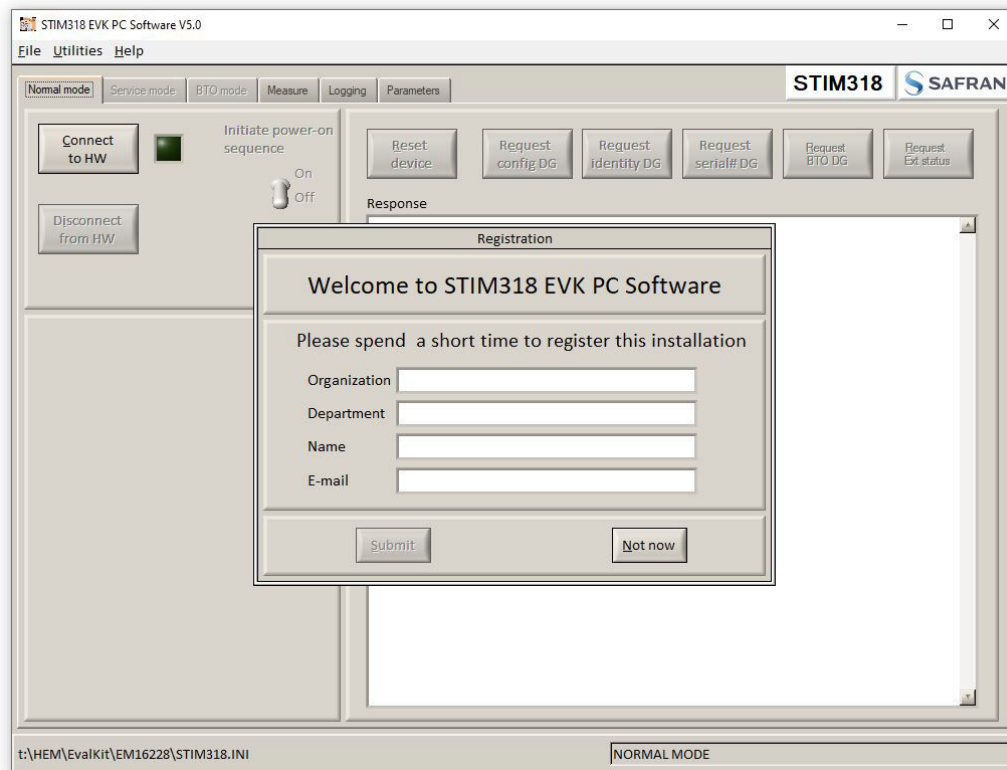 STIM318 EVK PC Software V5.0
File Utilities Help
Normal mode Service mode BTO mode Measure Logging Parameters
STIM318 SAFRAN
Connect
to HW
Initiate power-on
sequence
On
Off
Disconnect
from HW
Reset
device
Request
config DG
Request
identity DG
Request
serial# DG
Request
BTO DG
Request
Ext status
Response
Registration
Welcome to STIM318 EVK PC Software
Please spend a short time to register this installation
Organization
Department
Name
E-mail
Submit Not now
t:\HEM\EvalKit\EM16228\STIM318.INI NORMAL MODE